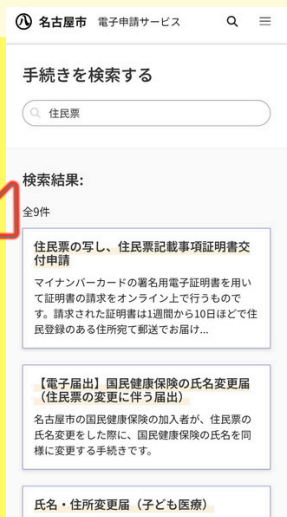 名古屋市 電子申請サービス
手続きを検索する
住民票
検索結果:
全9件
住民票の写し、住民票記載事項証明書交
付申請
マイナンバーカードの署名用電子証明書を用い
て証明書の請求をオンライン上で行うもので
す。請求された証明書は1週間から10日ほどで住
民登録のある住所宛て郵送でお届け...
【電子届出】国民健康保険の氏名変更届
（住民票の変更に伴う届出）
名古屋市の国民健康保険の加入者が、住民票の
氏名変更をした際に、国民健康保険の氏名を同
様に変更する手続きです。
氏名・住所変更届（子ども医療）